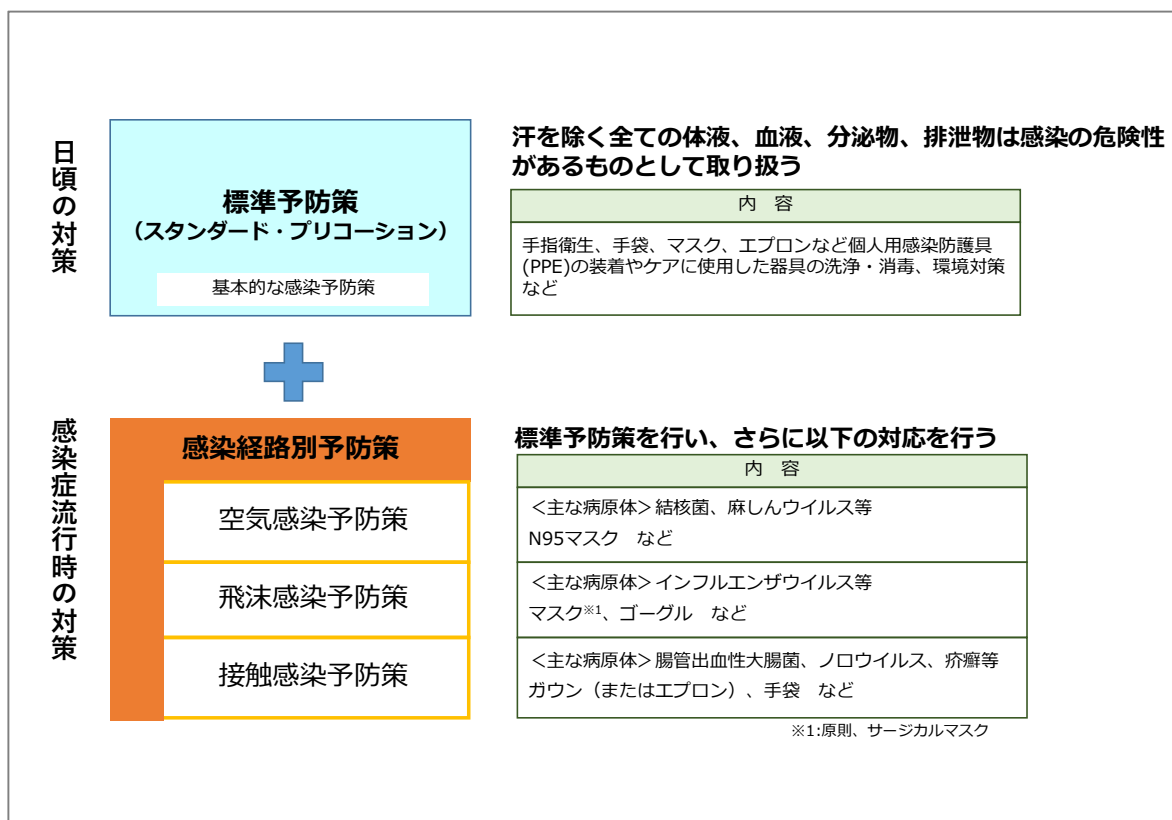 日頃の対策
標準予防策
（スタンダード・プリコーション）
基本的な感染予防策
汗を除く全ての体液、血液、分泌物、排泄物は感染の危険性
があるものとして取り扱う
内　容
手指衛生、手袋、マスク、エプロンなど個人用感染防護具
(PPE)の装着やケアに使用した器具の洗浄・消毒、環境対策
など
感染症流行時の対策
感染経路別予防策
空気感染予防策
飛沫感染予防策
接触感染予防策
標準予防策を行い、さらに以下の対応を行う
内　容
＜主な病原体＞結核菌、麻しんウイルス等
N95マスク　など
＜主な病原体＞インフルエンザウイルス等
マスク※1、ゴーグル　など
＜主な病原体＞腸管出血性大腸菌、ノロウイルス、疥癬等
ガウン（またはエプロン）、手袋　など
※1:原則、サージカルマスク